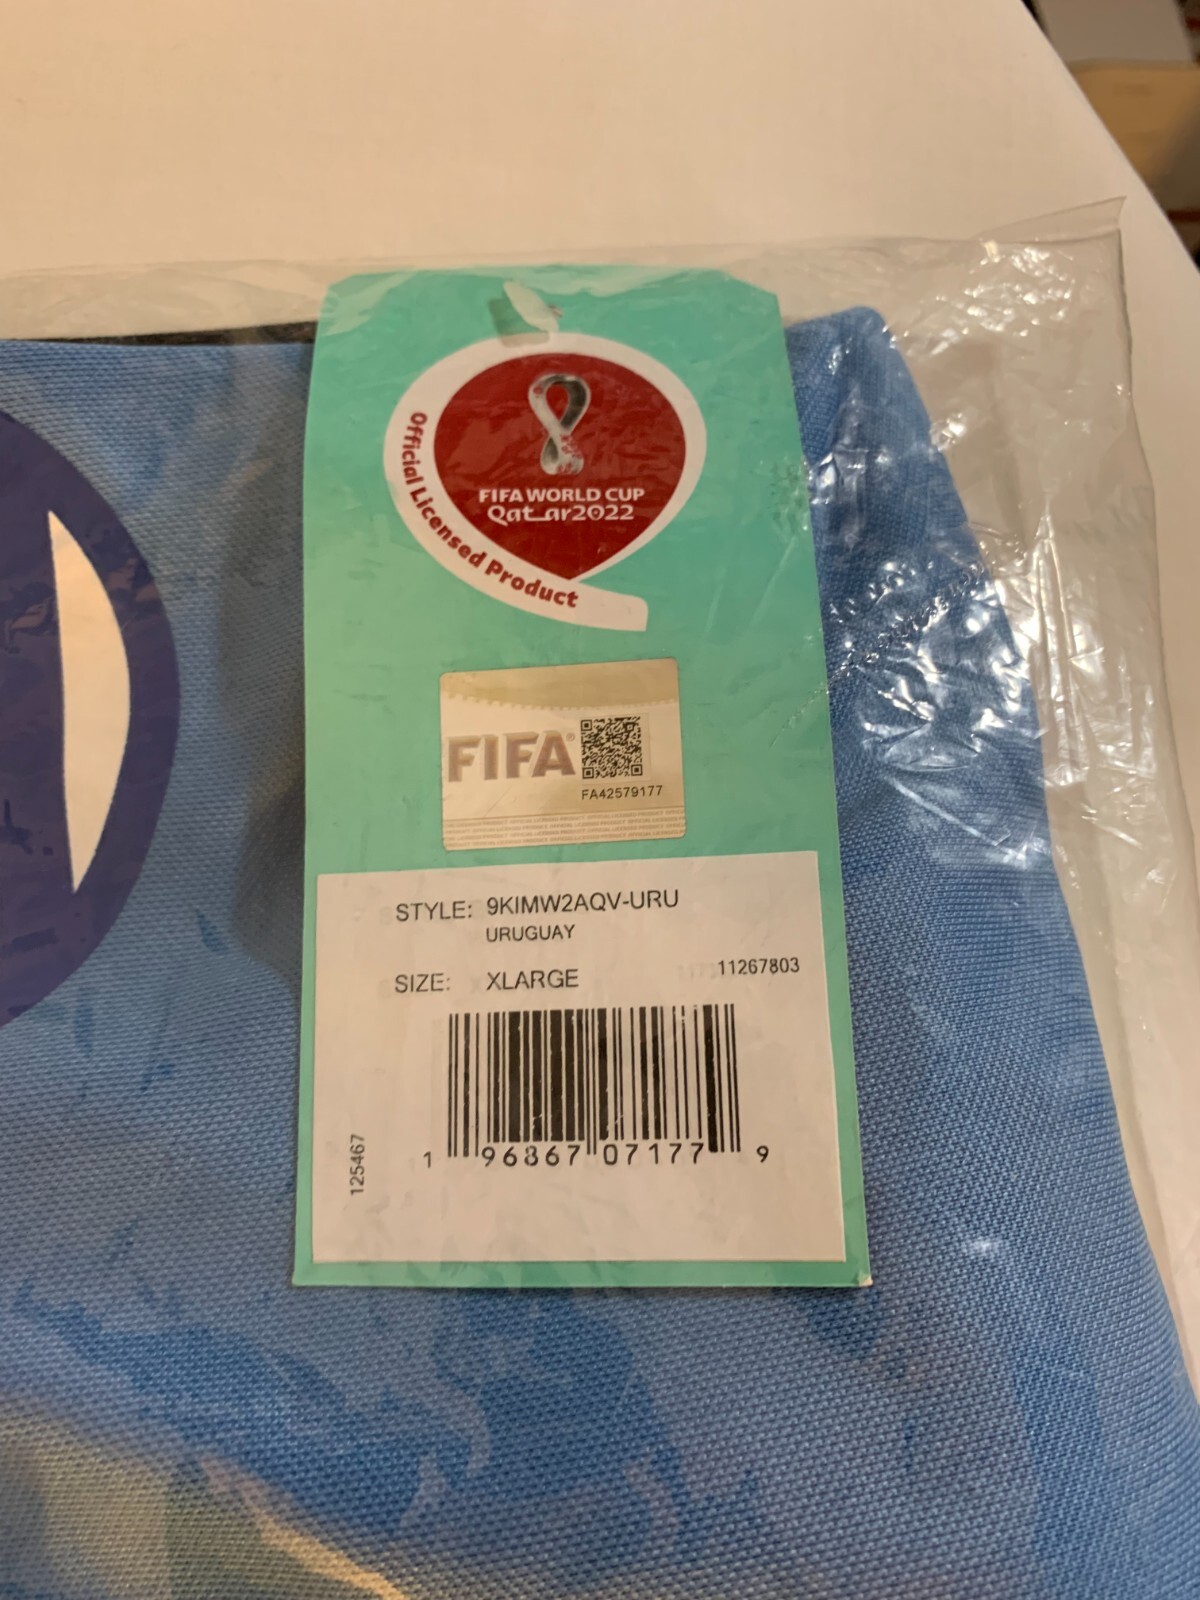 Official Licensed Product
FIFA WORLD CUP
Qatar2022
FIFA®
FA42579177
STYLE: 9KIMW2AQV-URU
URUGUAY
SIZE: XLARGE 11267803
125467
1 96867 07177 9